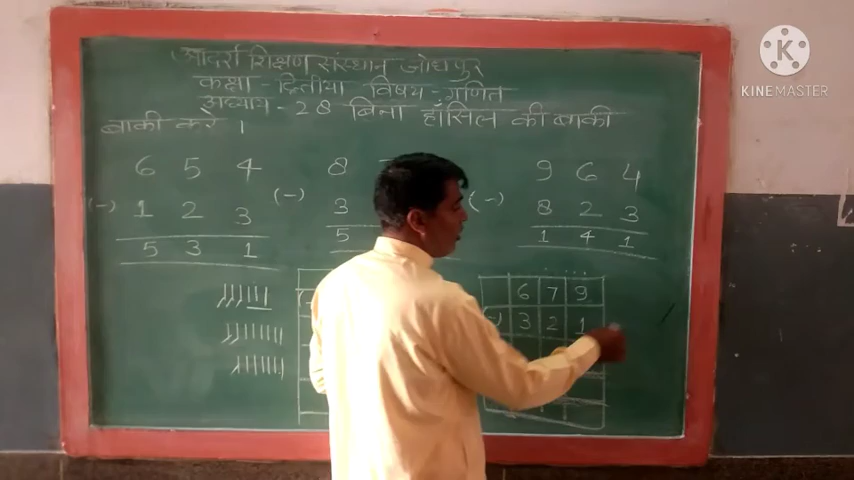 आदर्श शिक्षण संस्थान जोधपुर
कक्षा - द्वितीया विषय - गणित
अध्याय - 28 बिना हाँसिल की बाकी
बाकी करे ।
6 5 4
(-) 1 2 3
5 3 1
8
(-) 3
5
9 6 4
(-) 8 2 3
1 4 1
6 7 9
(-) 3 2 1
K
KINEMASTER